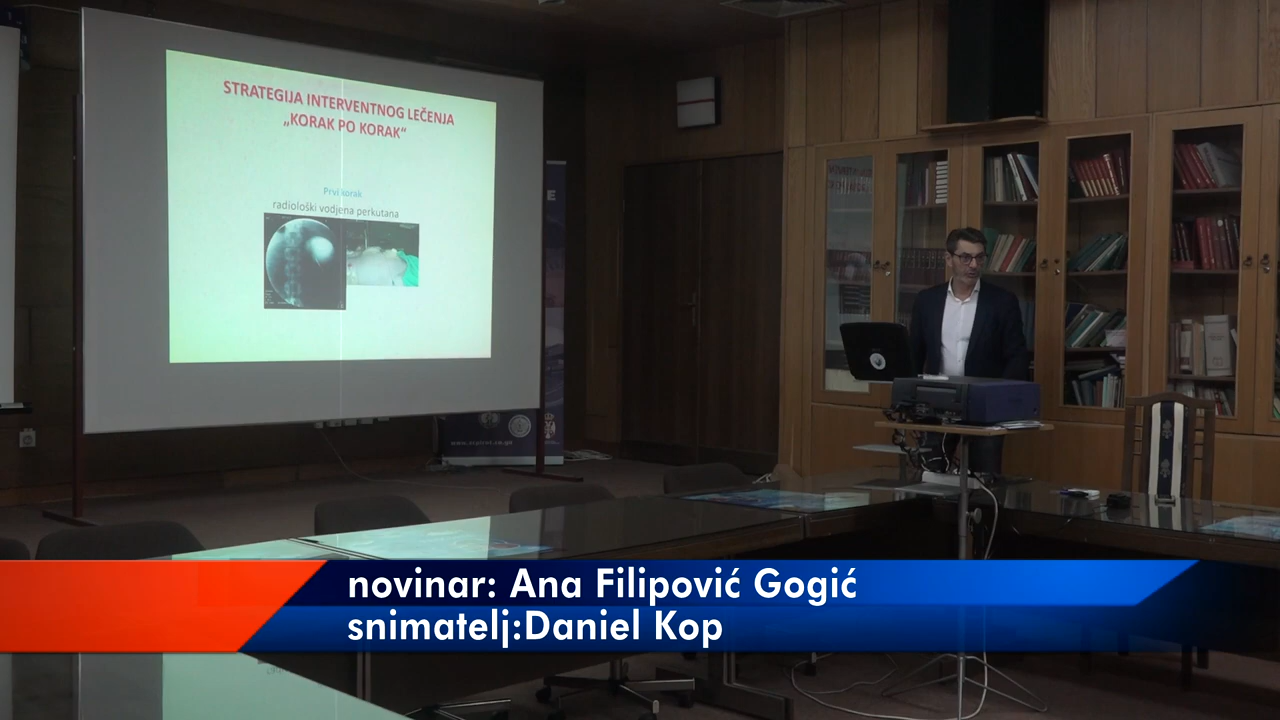 STRATEGIJA INTERVENTNOG LEČENJA
„KORAK PO KORAK“
Prvi korak
radiološki vodjena perkutana
E
novinar: Ana Filipović Gogić
snimatelj:Daniel Kop